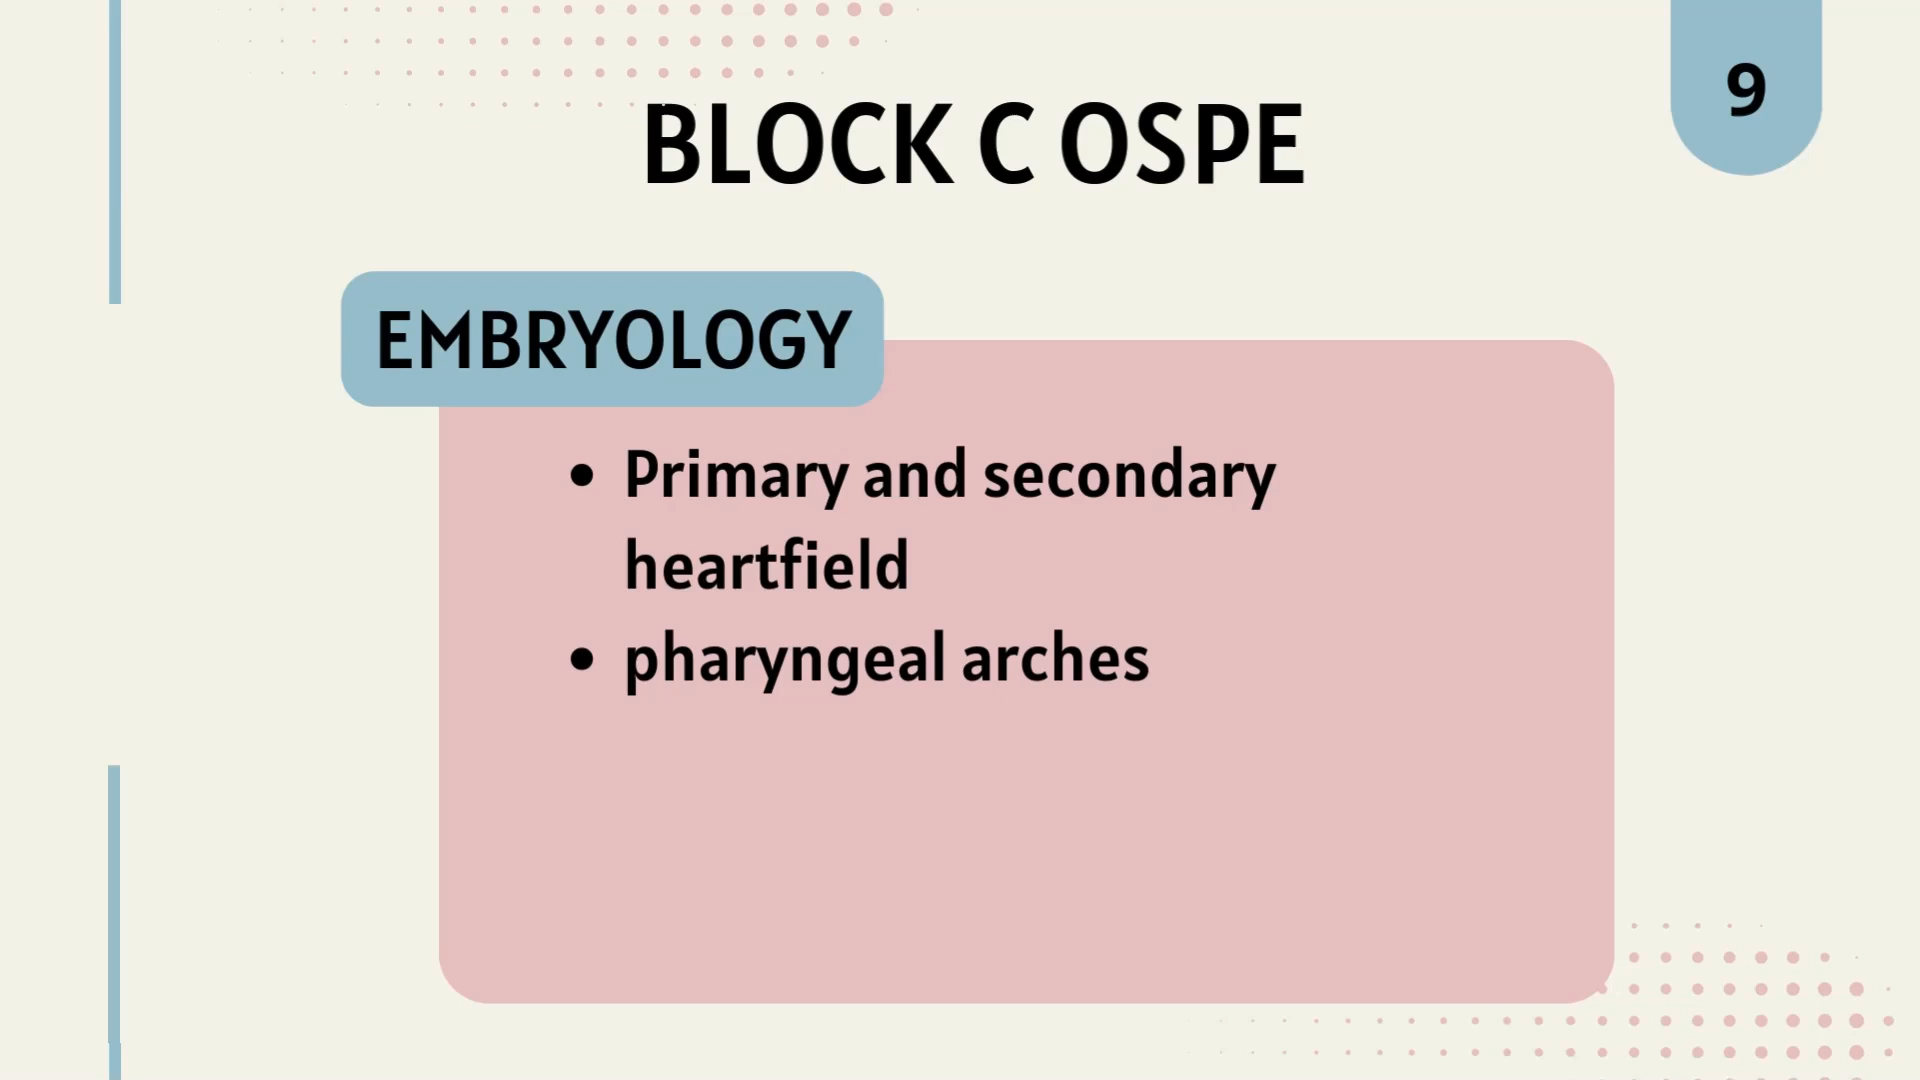 9
BLOCK C OSPE
EMBRYOLOGY
• Primary and secondary
heartfield
• pharyngeal arches